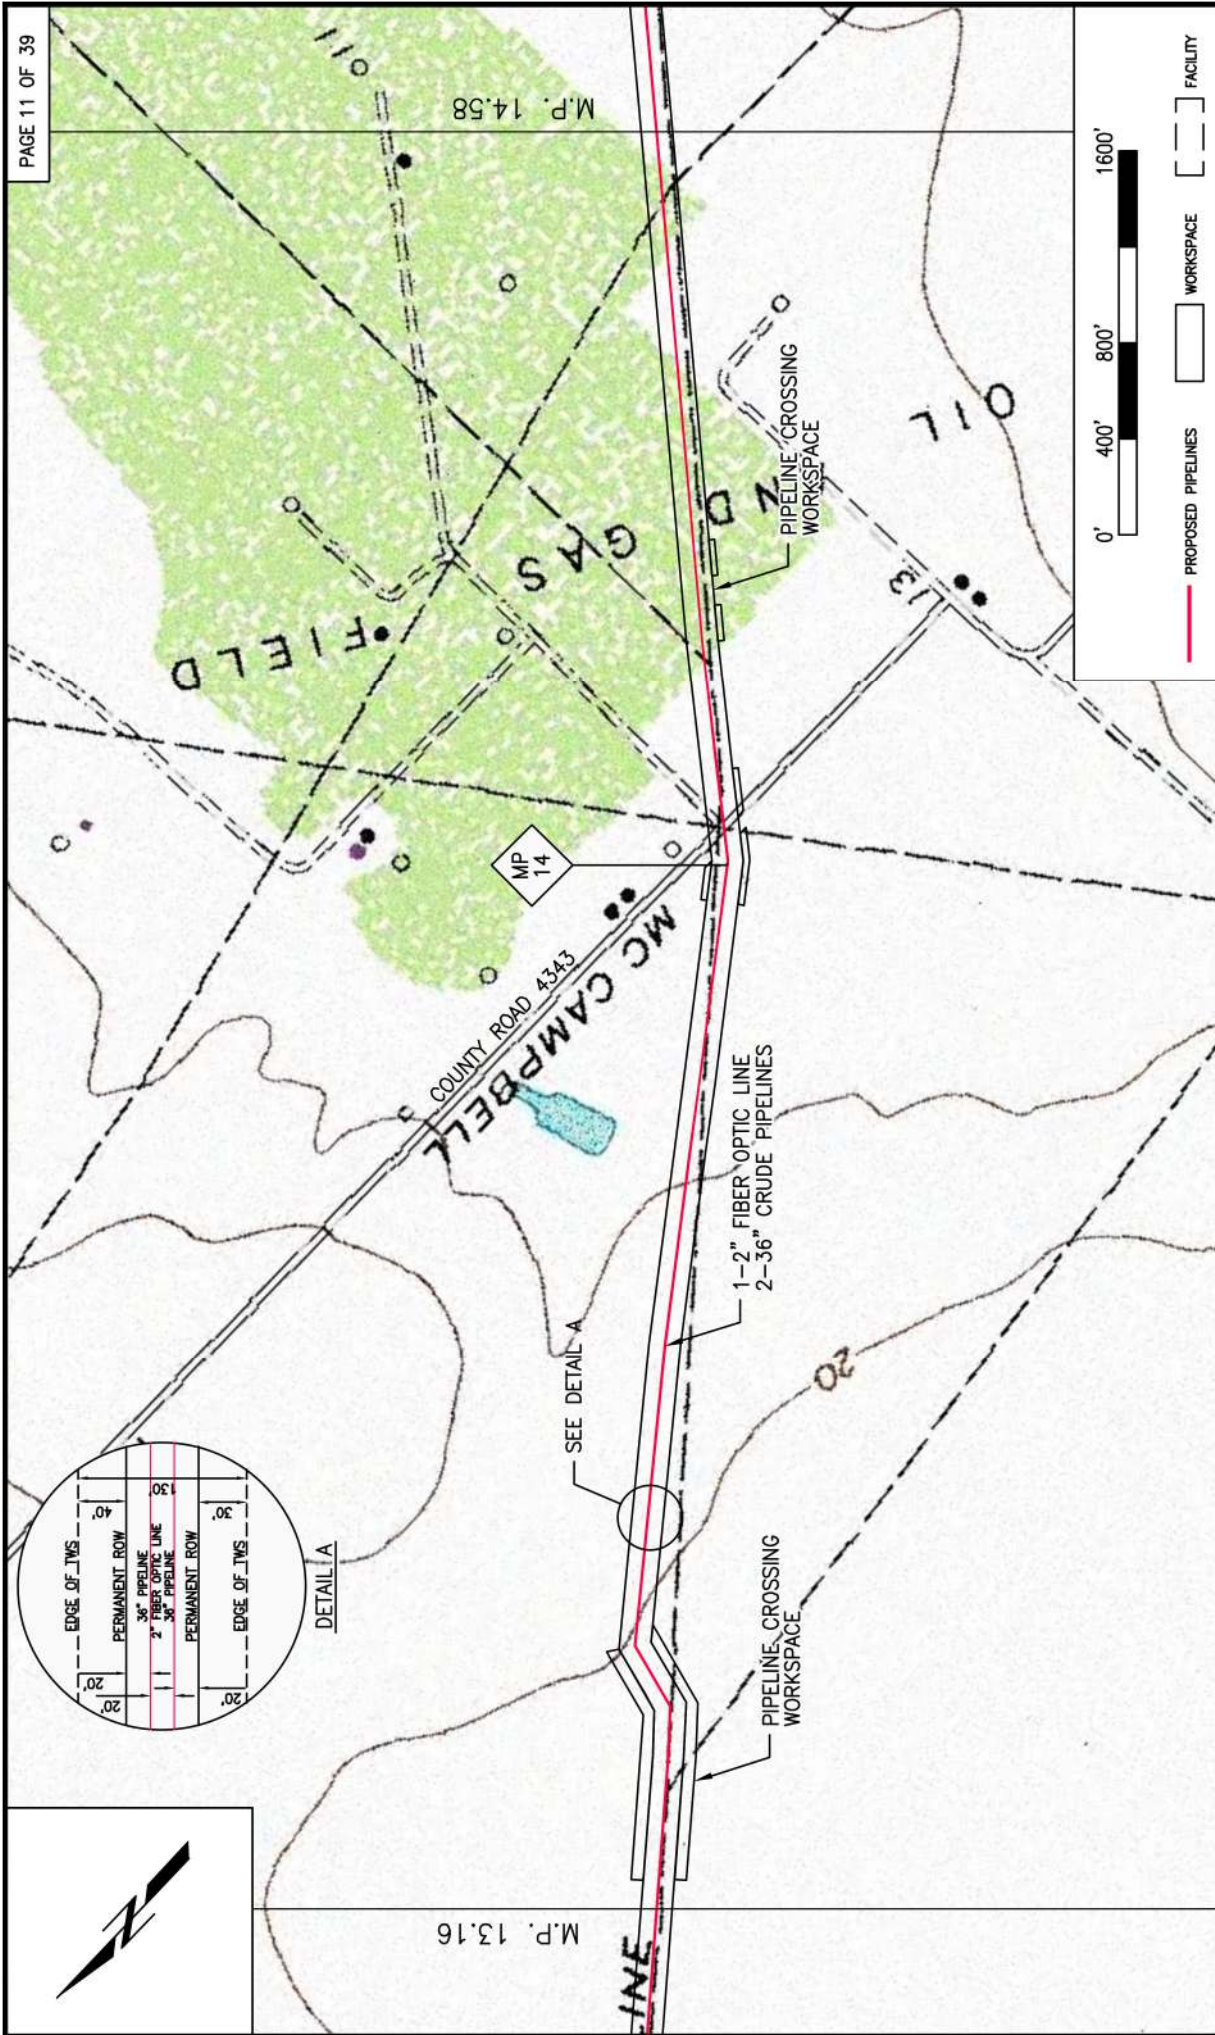 PAGE 11 OF 39
EDGE OF TWS
PERMANENT ROW
36" PIPELINE
2" FIBER OPTIC LINE
36" PIPELINE
PERMANENT ROW
EDGE OF TWS
20'
20'
20'
40'
130'
30'
DETAIL A
M.P. 13.16
M.P. 14.58
COUNTY ROAD 4343
MC CAMPBELL
MP
14
FIELD
GAS
ND
OIL
13
20
INE
SEE DETAIL A
1-2" FIBER OPTIC LINE
2-36" CRUDE PIPELINES
PIPELINE CROSSING
WORKSPACE
PIPELINE CROSSING
WORKSPACE
0' 400' 800' 1600'
PROPOSED PIPELINES
WORKSPACE
FACILITY